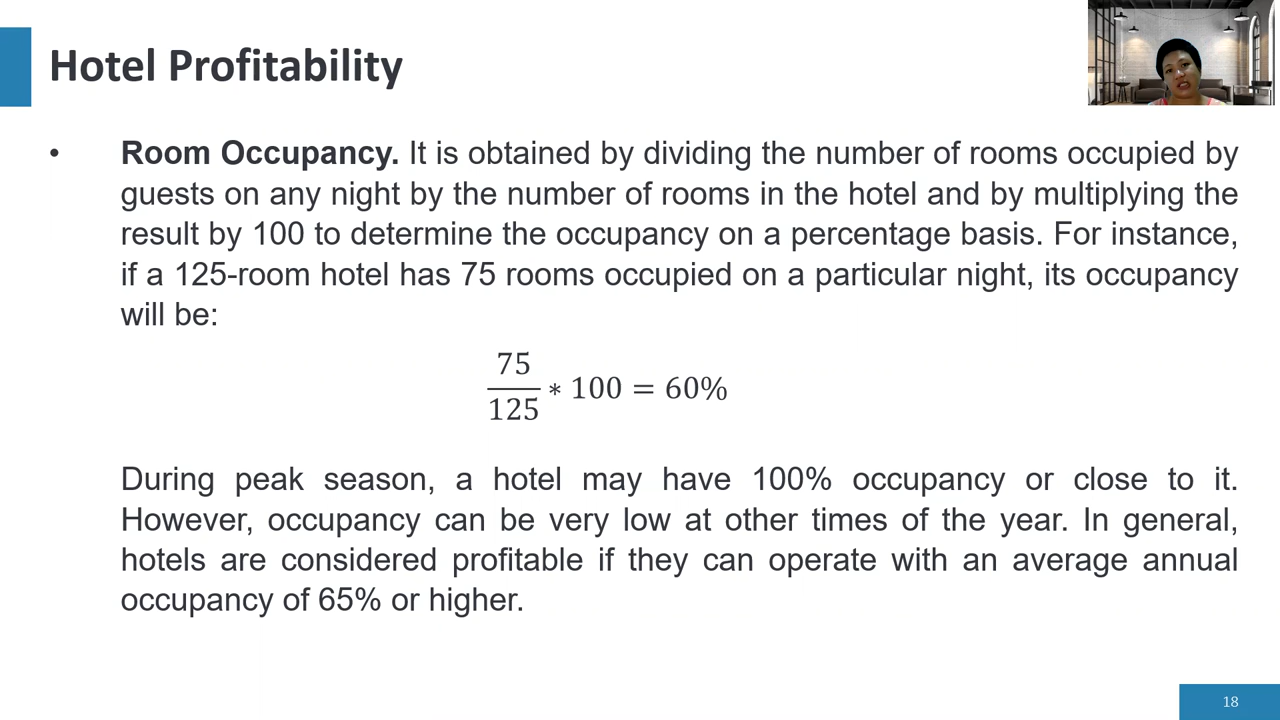 Hotel Profitability
• Room Occupancy. It is obtained by dividing the number of rooms occupied by
guests on any night by the number of rooms in the hotel and by multiplying the
result by 100 to determine the occupancy on a percentage basis. For instance,
if a 125-room hotel has 75 rooms occupied on a particular night, its occupancy
will be:
75
125 ∗ 100 = 60%
During peak season, a hotel may have 100% occupancy or close to it.
However, occupancy can be very low at other times of the year. In general,
hotels are considered profitable if they can operate with an average annual
occupancy of 65% or higher.
18